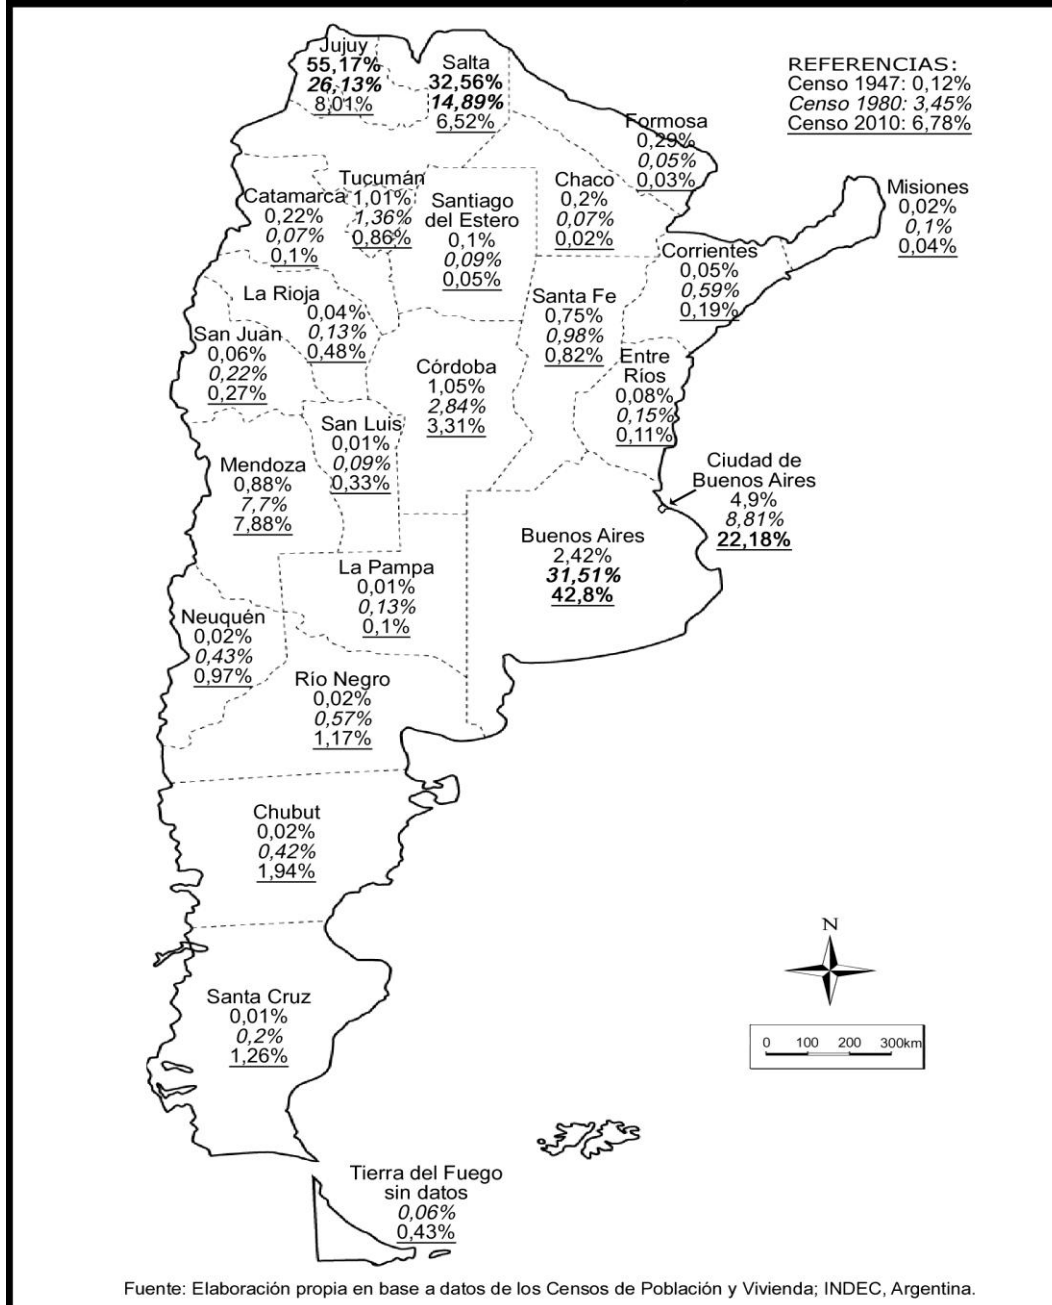 Jujuy
55,17%
26,13%
8,01%
Salta
32,56%
14,89%
6,52%
REFERENCIAS:
Censo 1947: 0,12%
Censo 1980: 3,45%
Censo 2010: 6,78%
Formosa
0,29%
0,05%
0,03%
Misiones
0,02%
0,1%
0,04%
Catamarca
0,22%
0,07%
0,1%
Tucumán
1,01%
1,36%
0,86%
Santiago
del Estero
0,1%
0,09%
0,05%
Chaco
0,2%
0,07%
0,02%
Corrientes
0,05%
0,59%
0,19%
La Rioja
0,04%
0,13%
0,48%
Santa Fe
0,75%
0,98%
0,82%
San Juan
0,06%
0,22%
0,27%
Córdoba
1,05%
2,84%
3,31%
Entre
Ríos
0,08%
0,15%
0,11%
San Luis
0,01%
0,09%
0,33%
Mendoza
0,88%
7,7%
7,88%
Ciudad de
Buenos Aires
4,9%
8,81%
22,18%
Buenos Aires
2,42%
31,51%
42,8%
La Pampa
0,01%
0,13%
0,1%
Neuquén
0,02%
0,43%
0,97%
Río Negro
0,02%
0,57%
1,17%
Chubut
0,02%
0,42%
1,94%
N
Santa Cruz
0,01%
0,2%
1,26%
0 100 200 300km
Tierra del Fuego
sin datos
0,06%
0,43%
Fuente: Elaboración propia en base a datos de los Censos de Población y Vivienda; INDEC, Argentina.